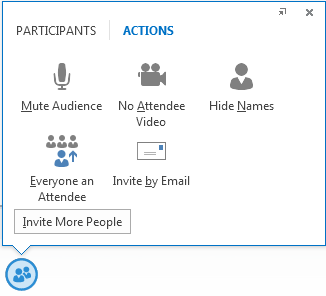 PARTICIPANTS ACTIONS
Mute Audience No Attendee Hide Names
Video
Everyone an Invite by Email
Attendee
Invite More People